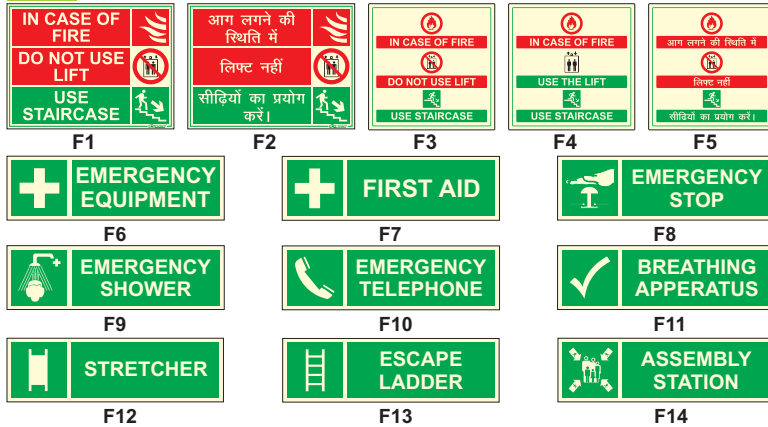 IN CASE OF
FIRE
DO NOT USE
LIFT
USE
STAIRCASE
F1
आग लगने की
स्थिति में
लिफ्ट नहीं
सीढ़ियों का प्रयोग
करें।
F2
IN CASE OF FIRE
DO NOT USE LIFT
USE STAIRCASE
F3
IN CASE OF FIRE
USE THE LIFT
USE STAIRCASE
F4
आग लगने की स्थिति में
लिफ्ट नहीं
सीढ़ियों का प्रयोग करें।
F5
EMERGENCY
EQUIPMENT
F6
FIRST AID
F7
EMERGENCY
STOP
F8
EMERGENCY
SHOWER
F9
EMERGENCY
TELEPHONE
F10
BREATHING
APPERATUS
F11
STRETCHER
F12
ESCAPE
LADDER
F13
ASSEMBLY
STATION
F14